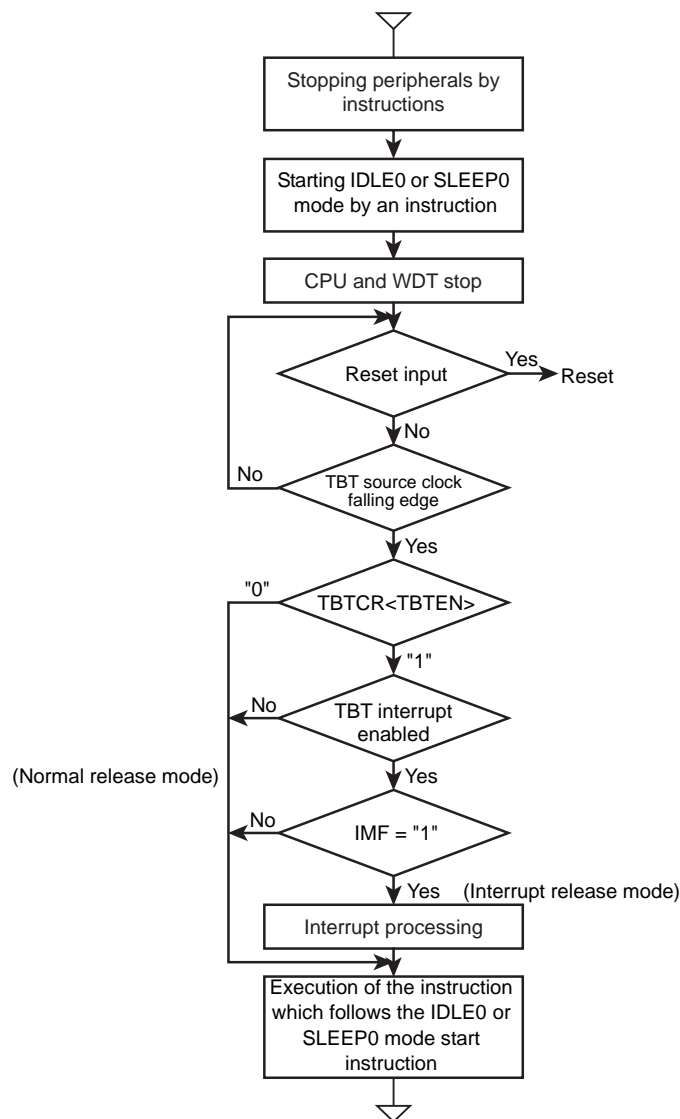 Stopping peripherals by
instructions
Starting IDLE0 or SLEEP0
mode by an instruction
CPU and WDT stop
Reset input
Yes
Reset
No
No
TBT source clock
falling edge
Yes
"0"
TBTCR<TBTEN>
"1"
No
TBT interrupt
enabled
(Normal release mode)
Yes
No
IMF = "1"
Yes
(Interrupt release mode)
Interrupt processing
Execution of the instruction
which follows the IDLE0 or
SLEEP0 mode start
instruction